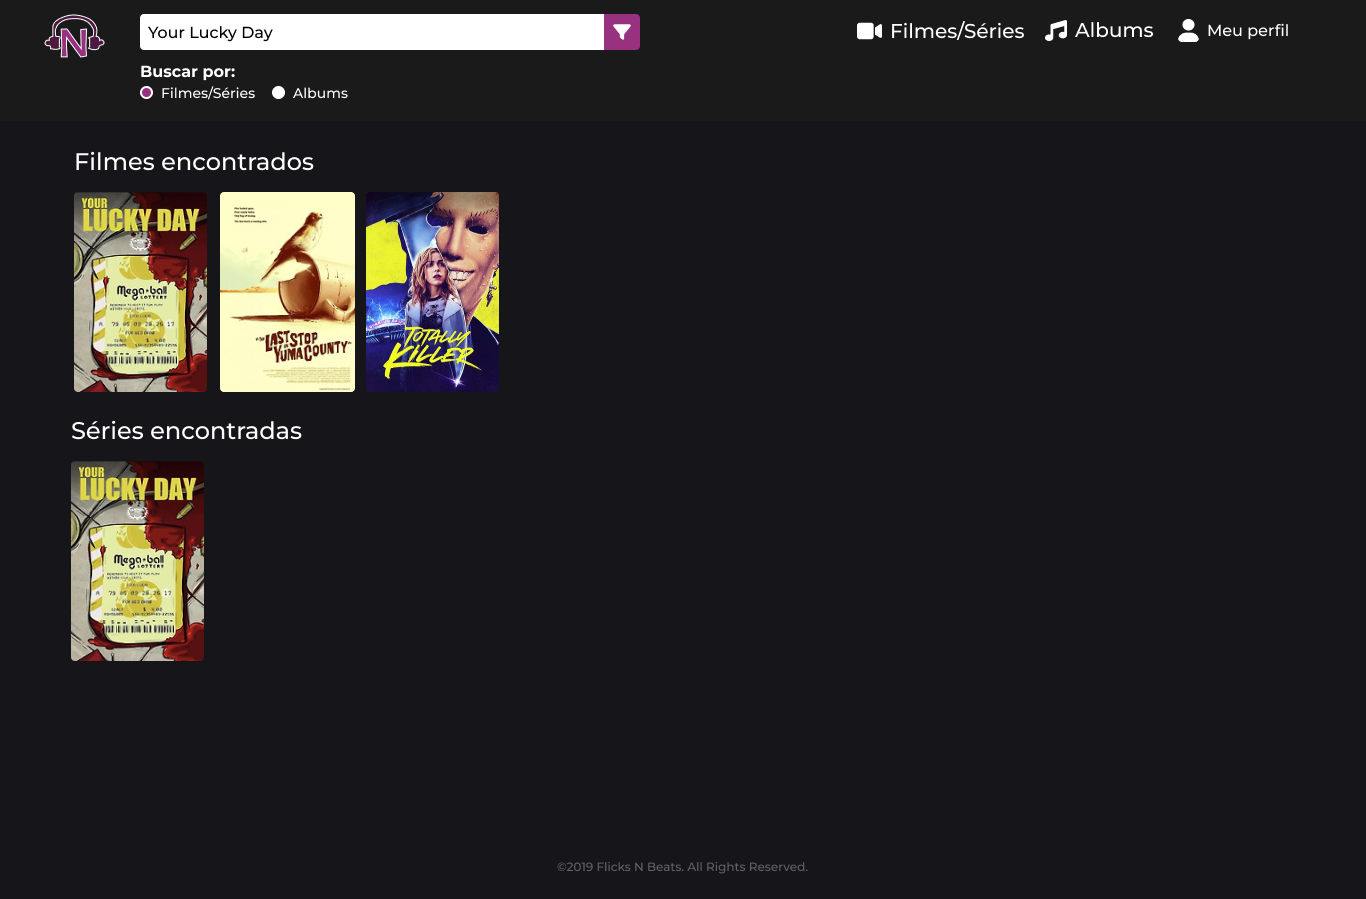 N
Your Lucky Day
Filmes/Séries
Albums
Meu perfil
Buscar por:
Filmes/Séries
Albums
Filmes encontrados
YOUR
LUCKY DAY
Mega ball
LOTTERY
LAST STOP
YUMA COUNTY
TOTALLY
KILLER
Séries encontradas
YOUR
LUCKY DAY
Mega ball
LOTTERY
©2019 Flicks N Beats. All Rights Reserved.